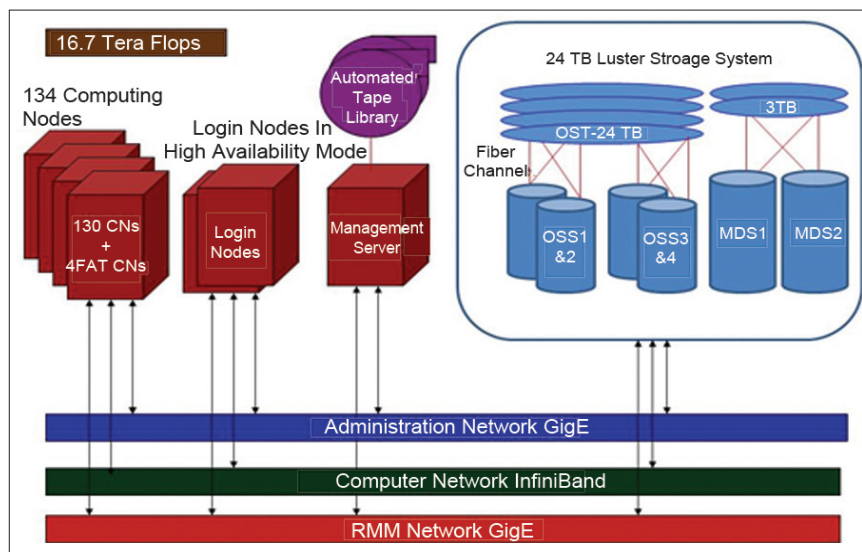 16.7 Tera Flops
134 Computing
Nodes
Login Nodes In
High Availability Mode
Automated
Tape
Library
24 TB Luster Stroage System
OST-24 TB
3TB
Fiber
Channel
130 CNs
+
4FAT CNs
Login
Nodes
Management
Server
OSS1
&2
OSS3
&4
MDS1
MDS2
Administration Network GigE
Computer Network InfiniBand
RMM Network GigE